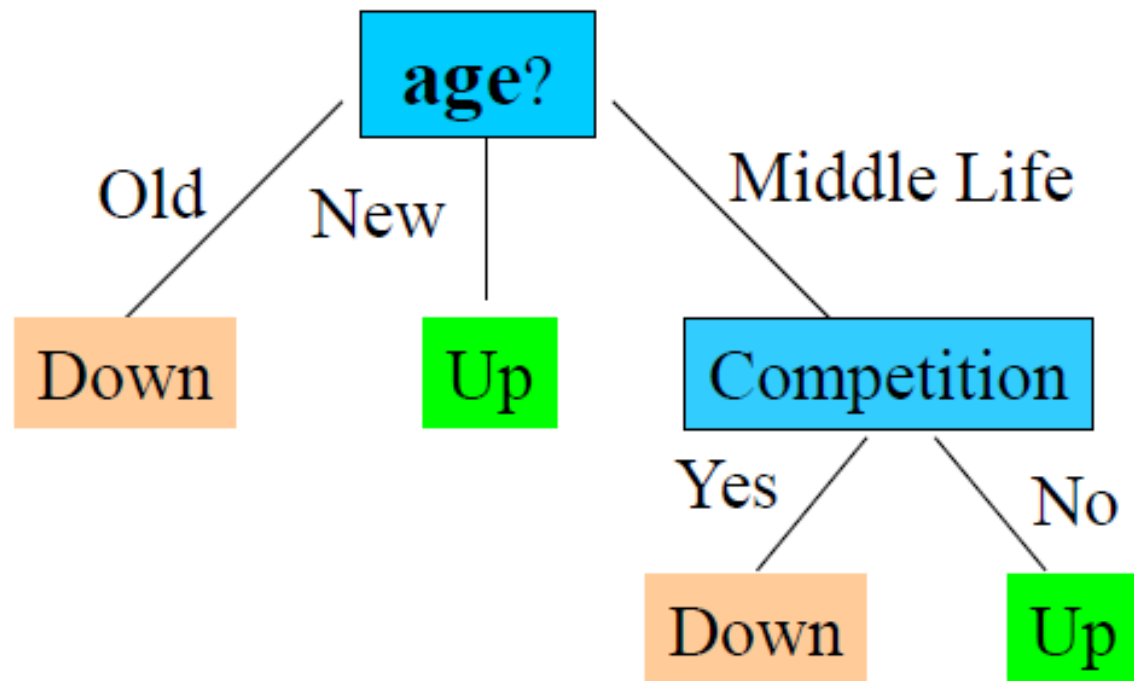 age?
Old
New
Middle Life
Down
Up
Competition
Yes
No
Down
Up